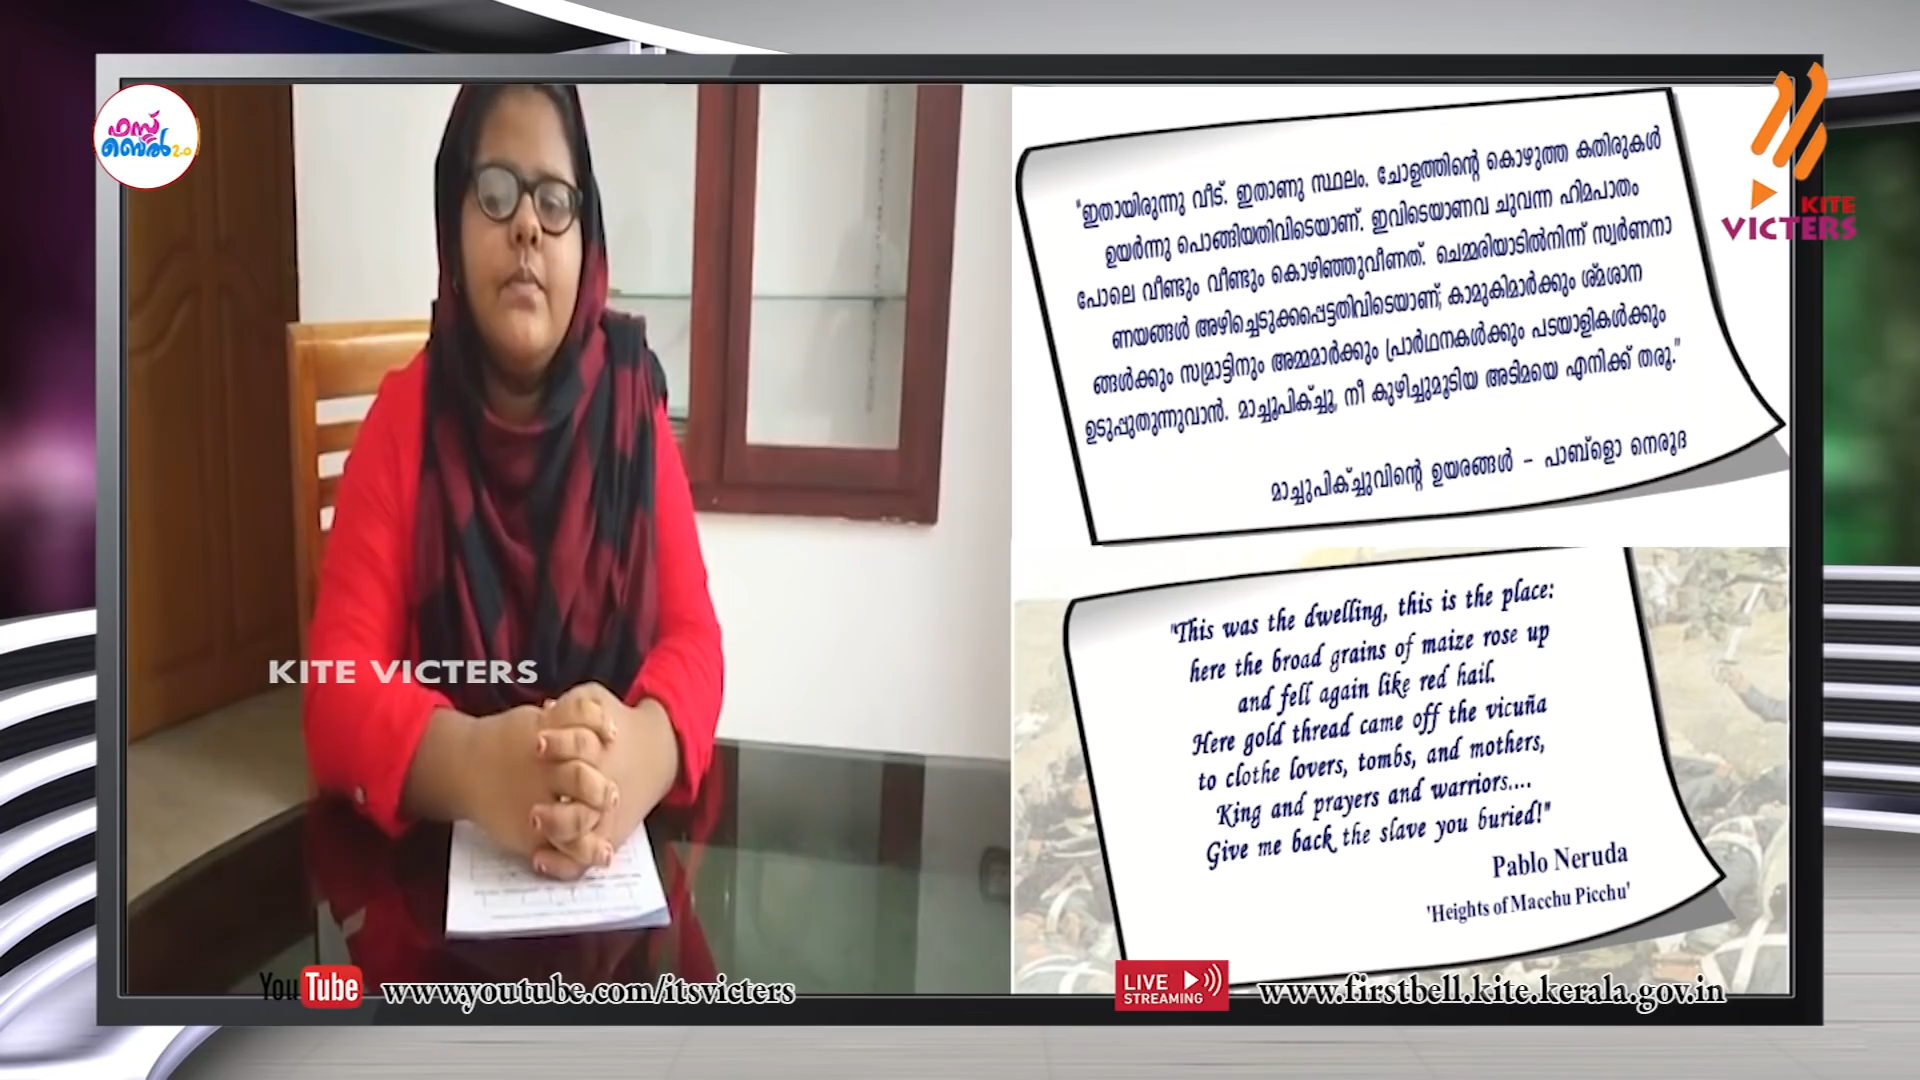 ഫസ്റ്റ്
ബെൽ 2.0
KITE
VICTERS
"ഇതായിരുന്നു വീട്. ഇതാണു സ്ഥലം. ചോളത്തിന്റെ കൊഴുത്ത കതിരുകൾ
ഉയർന്നു പൊങ്ങിയതിവിടെയാണ്. ഇവിടെയാണവ ചുവന്ന ഹിമപാതം
പോലെ വീണ്ടും വീണ്ടും കൊഴിഞ്ഞുവീണത്. ചെമ്മരിയാടിൽനിന്ന് സ്വർണനാ
ണയങ്ങൾ അഴിച്ചെടുക്കപ്പെട്ടതിവിടെയാണ്; കാമുകിമാർക്കും ശ്മശാന
ങ്ങൾക്കും സമ്രാട്ടിനും അമ്മമാർക്കും പ്രാർഥനകൾക്കും പടയാളികൾക്കും
ഉടുപ്പുതുന്നുവാൻ. മാച്ചൂപിക്ച്ചൂ, നീ കുഴിച്ചുമൂടിയ അടിമയെ എനിക്ക് തരൂ."
മാച്ചുപിക്ച്ചുവിന്റെ ഉയരങ്ങൾ – പാബ്ളൊ നെരൂദ
"This was the dwelling, this is the place:
here the broad grains of maize rose up
and fell again like red hail.
Here gold thread came off the vicuña
to clothe lovers, tombs, and mothers,
King and prayers and warriors....
Give me back the slave you buried!"
Pablo Neruda
'Heights of Macchu Picchu'
KITE VICTERS
YouTube www.youtube.com/itsvicters
LIVE
STREAMING
www.firstbell.kite.kerala.gov.in